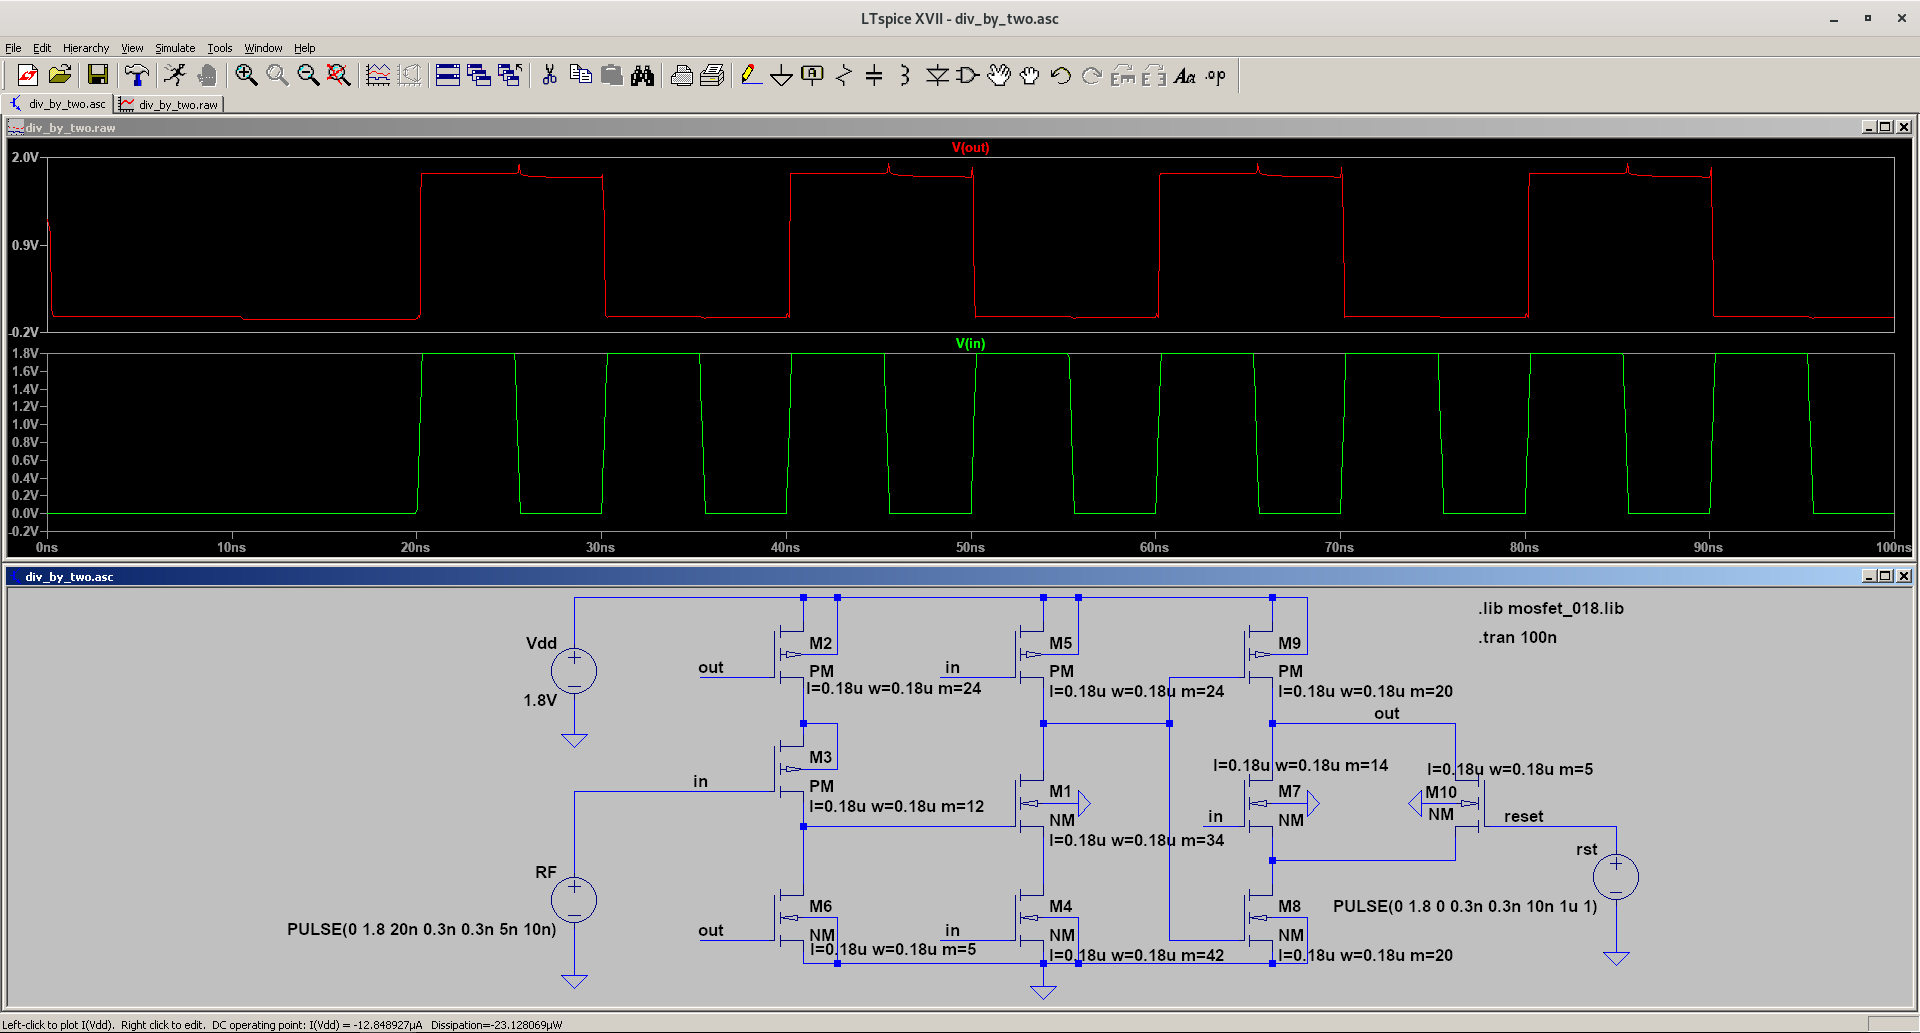 LTspice XVII - div_by_two.asc
File Edit Hierarchy View Simulate Tools Window Help
div_by_two.asc div_by_two.raw
div_by_two.raw
V(out)
2.0V
0.9V
-0.2V
V(in)
1.8V
1.6V
1.4V
1.2V
1.0V
0.8V
0.6V
0.4V
0.2V
0.0V
-0.2V
0ns 10ns 20ns 30ns 40ns 50ns 60ns 70ns 80ns 90ns 100ns
div_by_two.asc
.lib mosfet_018.lib
.tran 100n
Vdd
1.8V
out
M2
PM
l=0.18u w=0.18u m=24
in
M5
PM
l=0.18u w=0.18u m=24
M9
PM
l=0.18u w=0.18u m=20
out
in
M3
PM
l=0.18u w=0.18u m=12
M1
NM
l=0.18u w=0.18u m=34
l=0.18u w=0.18u m=14
M7
NM
in
l=0.18u w=0.18u m=5
M10
NM
reset
rst
RF
PULSE(0 1.8 20n 0.3n 0.3n 5n 10n)
out
M6
NM
l=0.18u w=0.18u m=5
in
M4
NM
l=0.18u w=0.18u m=42
M8
NM
l=0.18u w=0.18u m=20
PULSE(0 1.8 0 0.3n 0.3n 10n 1u 1)
Left-click to plot I(Vdd). Right click to edit. DC operating point: I(Vdd) = -12.848927µA Dissipation=-23.128069µW